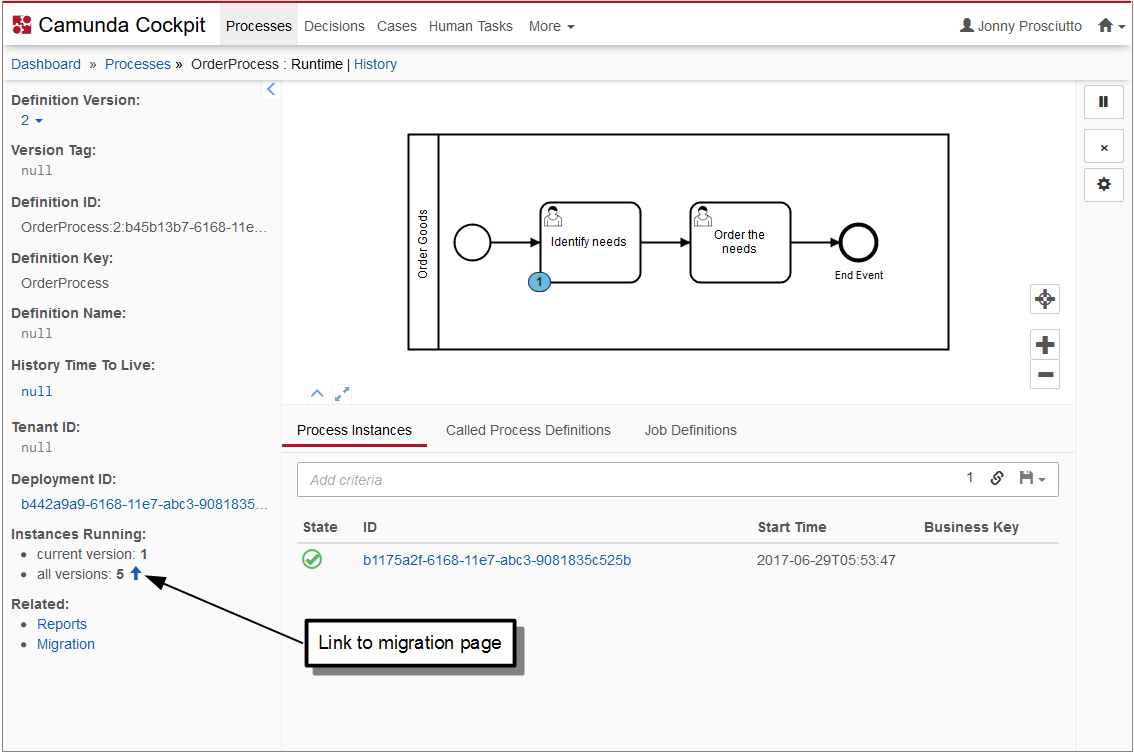 Camunda Cockpit Processes Decisions Cases Human Tasks More Jonny Prosciutto
Dashboard » Processes » OrderProcess : Runtime | History
Definition Version:
2
Version Tag:
null
Definition ID:
OrderProcess:2:b45b13b7-6168-11e...
Definition Key:
OrderProcess
Definition Name:
null
History Time To Live:
null
Tenant ID:
null
Deployment ID:
b442a9a9-6168-11e7-abc3-9081835...
Instances Running:
current version: 1
all versions: 5
Related:
Reports
Migration
Order Goods
Identify needs
1
Order the
needs
End Event
Process Instances Called Process Definitions Job Definitions
Add criteria 1
State ID Start Time Business Key
b1175a2f-6168-11e7-abc3-9081835c525b 2017-06-29T05:53:47
Link to migration page